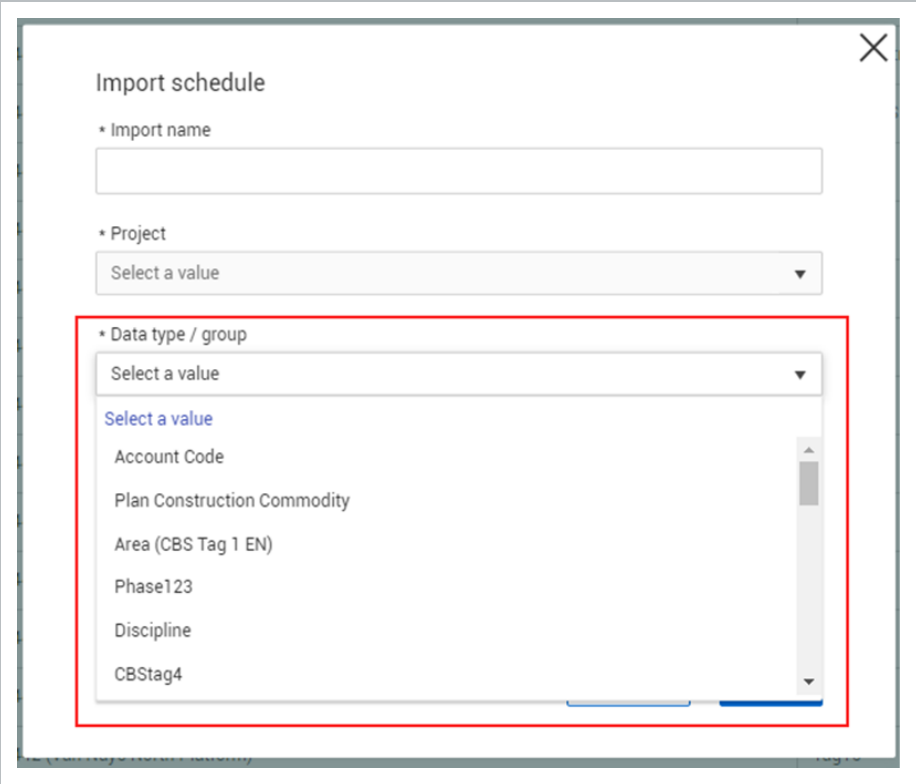 Import schedule
* Import name
* Project
Select a value
* Data type / group
Select a value
Select a value
Account Code
Plan Construction Commodity
Area (CBS Tag 1 EN)
Phase123
Discipline
CBStag4